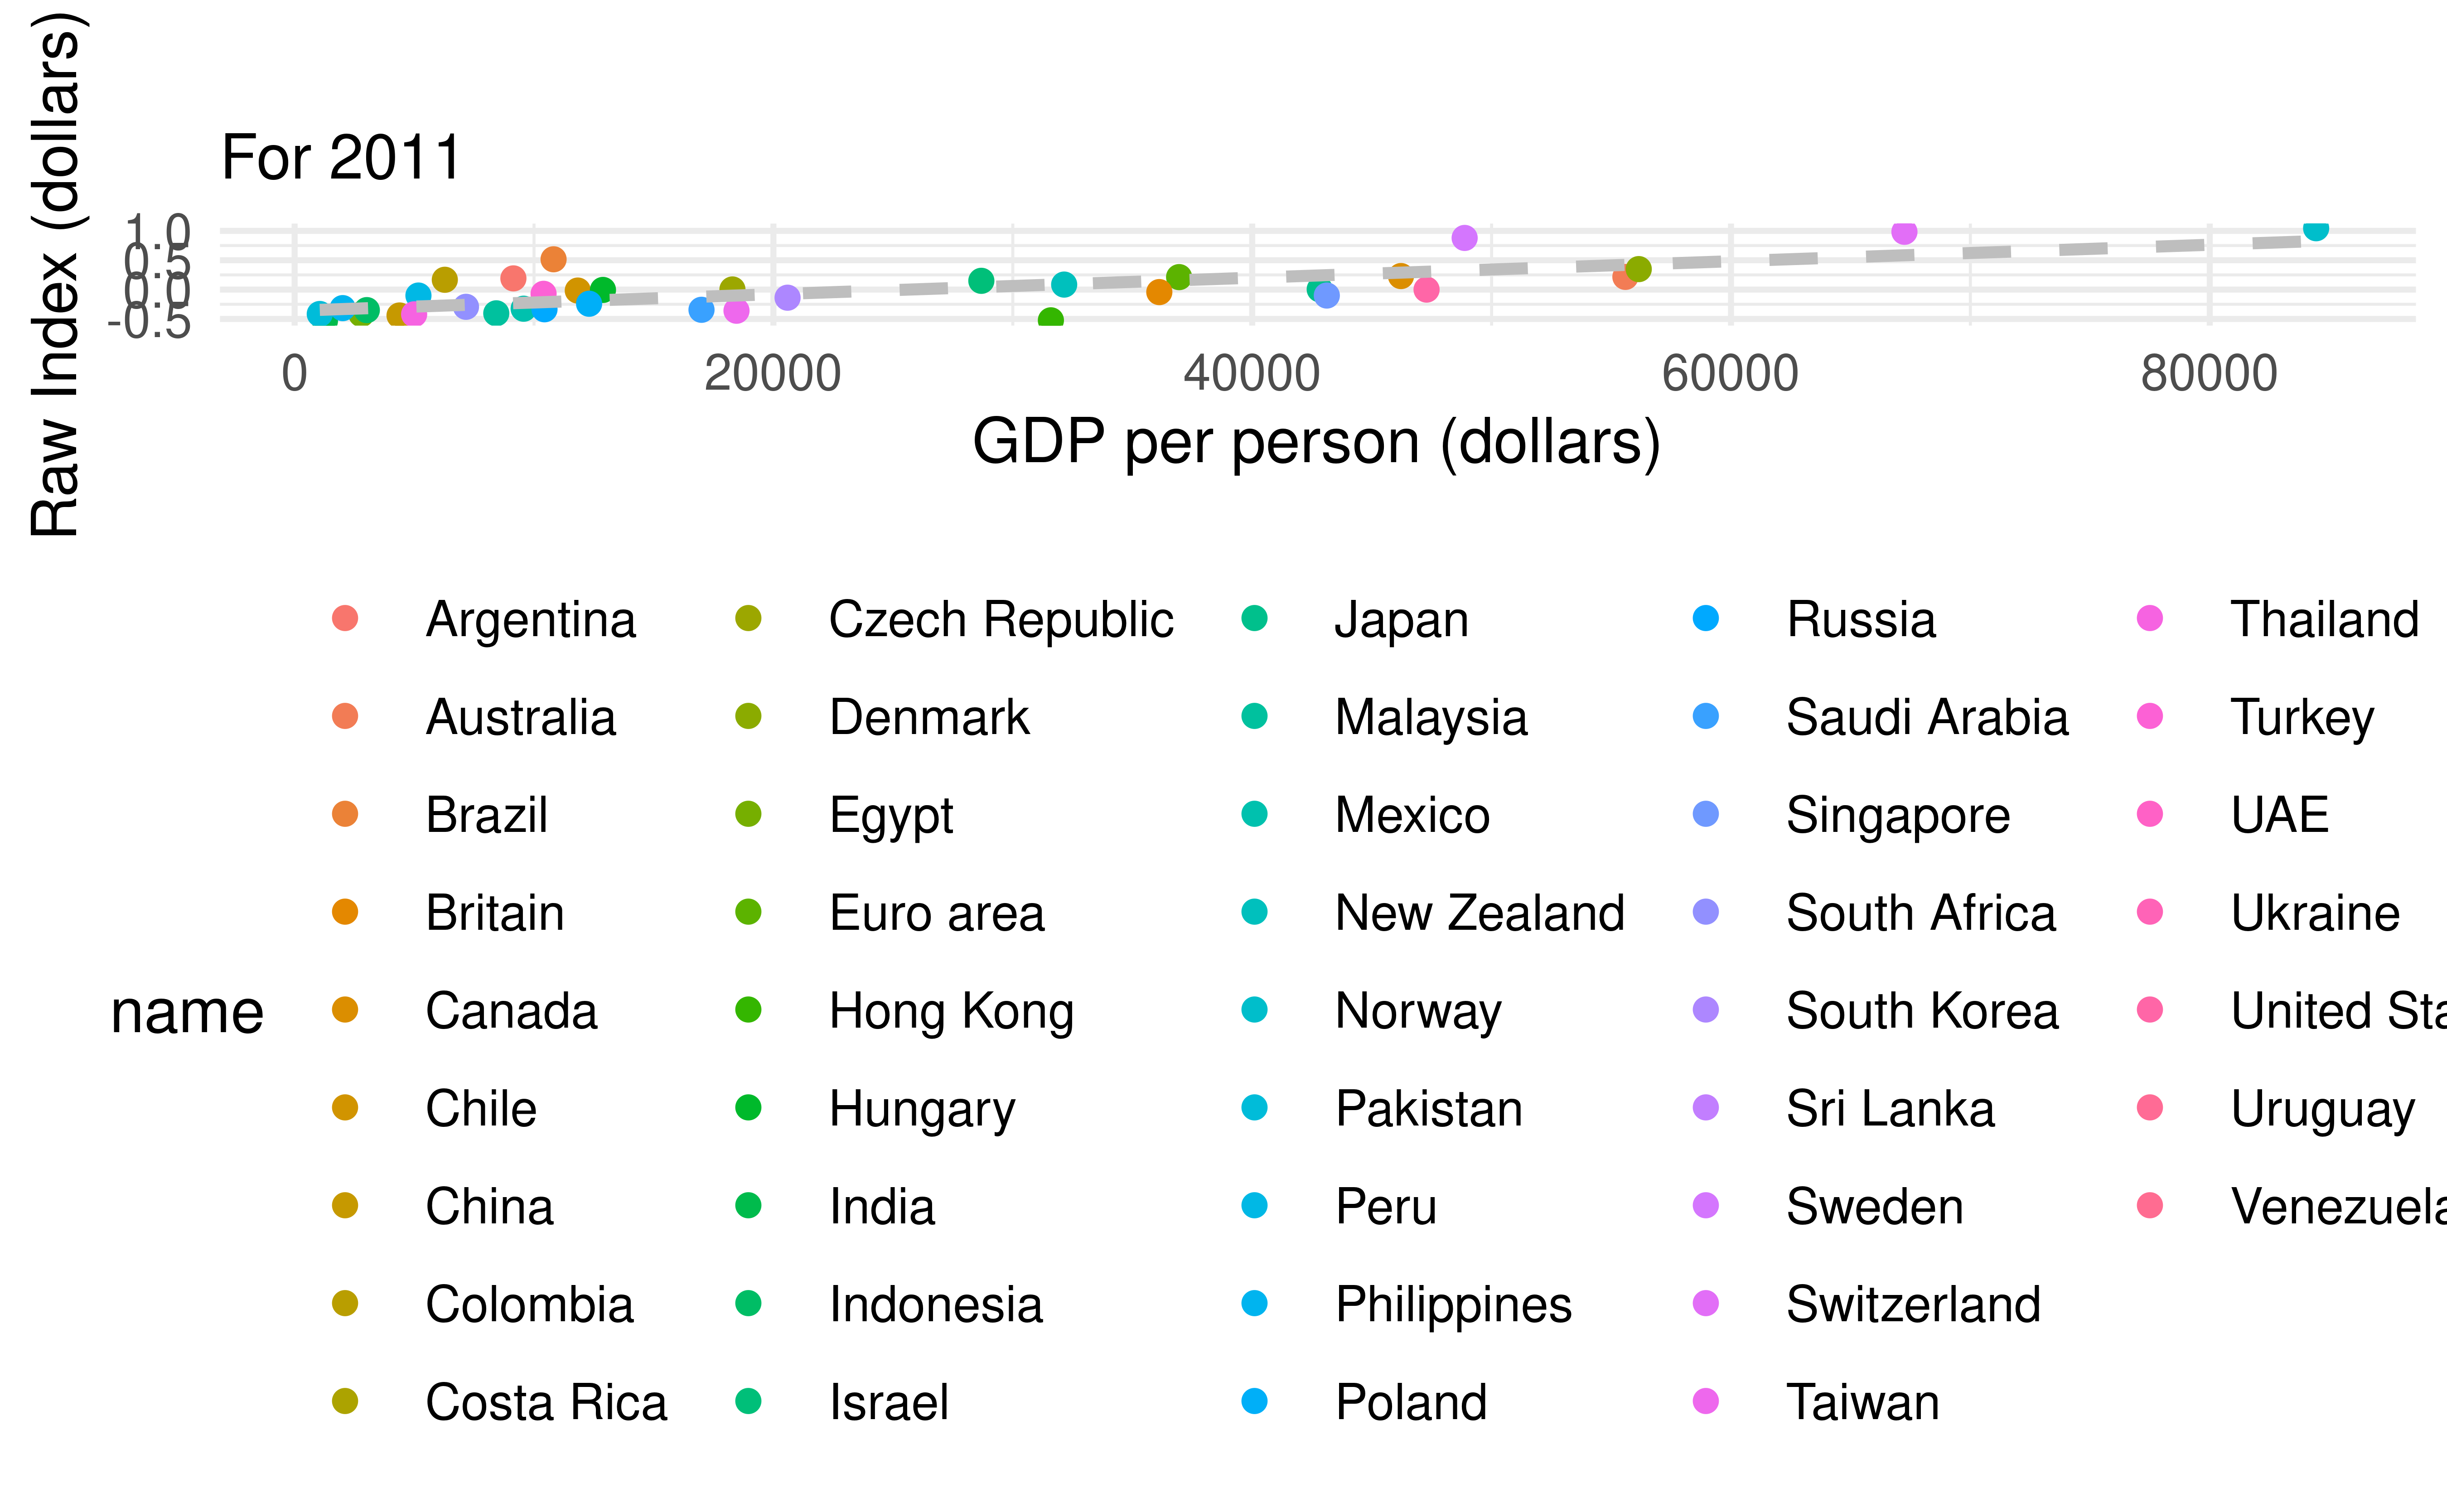 For 2011
Raw Index (dollars)
1.0
0.5
0.0
-0.5
0 20000 40000 60000 80000
GDP per person (dollars)
name
Argentina Czech Republic Japan Russia Thailand
Australia Denmark Malaysia Saudi Arabia Turkey
Brazil Egypt Mexico Singapore UAE
Britain Euro area New Zealand South Africa Ukraine
Canada Hong Kong Norway South Korea United Sta
Chile Hungary Pakistan Sri Lanka Uruguay
China India Peru Sweden Venezuela
Colombia Indonesia Philippines Switzerland
Costa Rica Israel Poland Taiwan